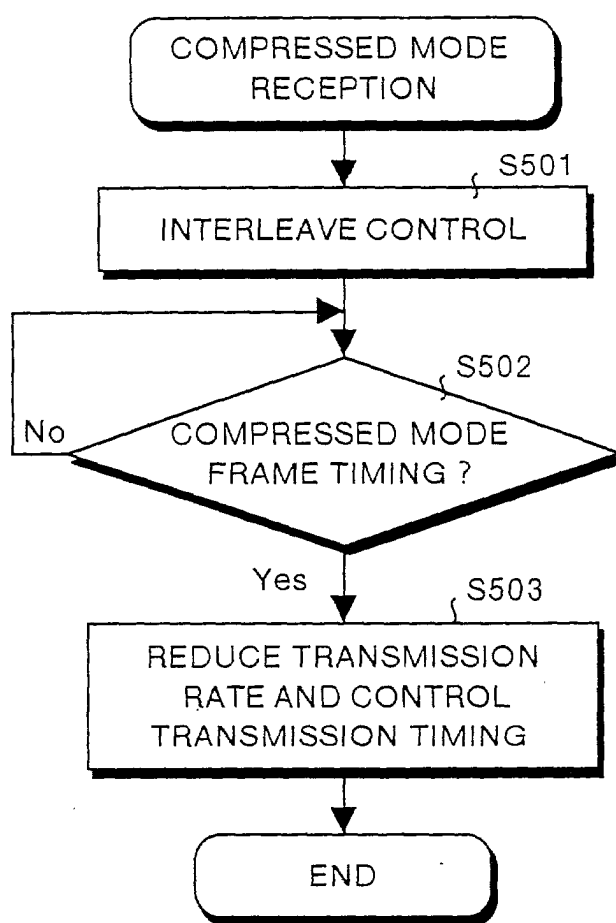 COMPRESSED MODE
RECEPTION
S501
INTERLEAVE CONTROL
S502
No
COMPRESSED MODE
FRAME TIMING ?
Yes
S503
REDUCE TRANSMISSION
RATE AND CONTROL
TRANSMISSION TIMING
END